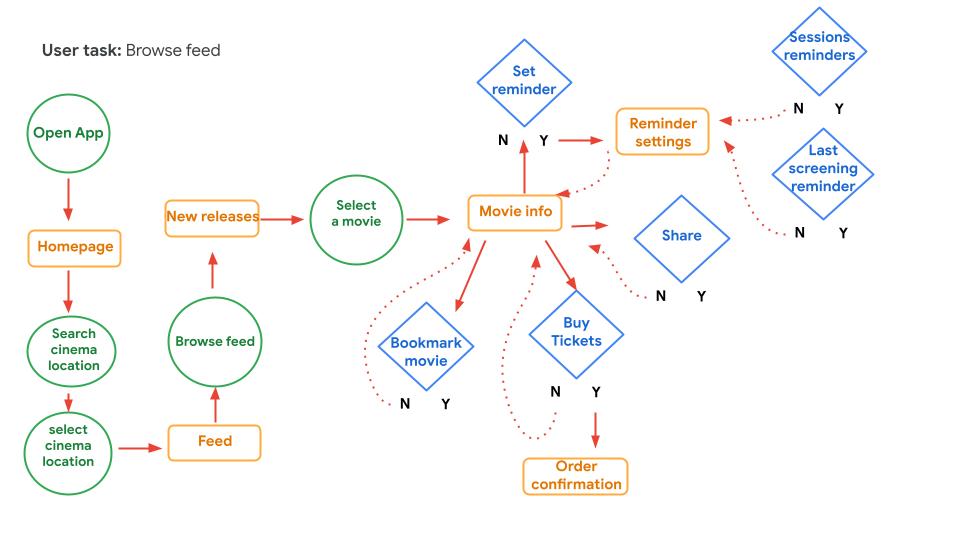 User task: Browse feed
Open App
Homepage
Search
cinema
location
select
cinema
location
Feed
Browse feed
New releases
Select
a movie
Movie info
Set
reminder
N Y
Reminder
settings
Sessions
reminders
N Y
Last
screening
reminder
N Y
Share
N Y
Bookmark
movie
N Y
Buy
Tickets
N Y
Order
confirmation